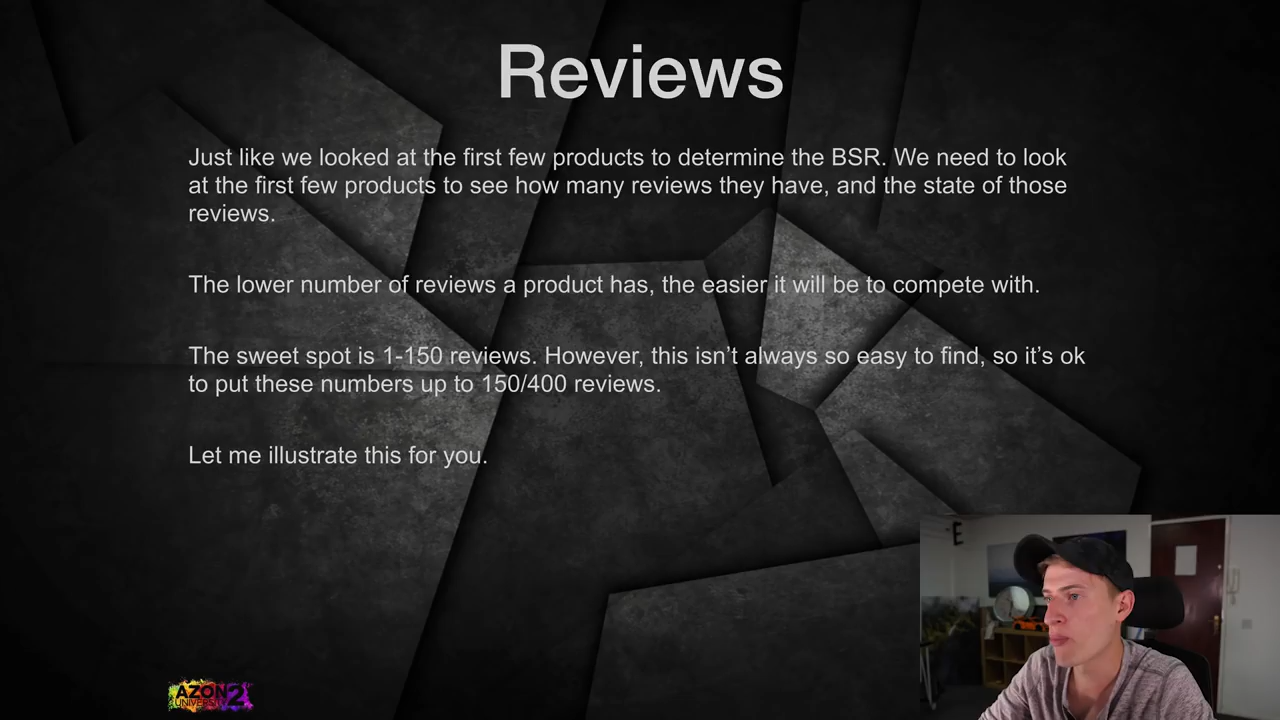 Reviews
Just like we looked at the first few products to determine the BSR. We need to look
at the first few products to see how many reviews they have, and the state of those
reviews.
The lower number of reviews a product has, the easier it will be to compete with.
The sweet spot is 1-150 reviews. However, this isn’t always so easy to find, so it’s ok
to put these numbers up to 150/400 reviews.
Let me illustrate this for you.
AZON
UNIVERSITY 2